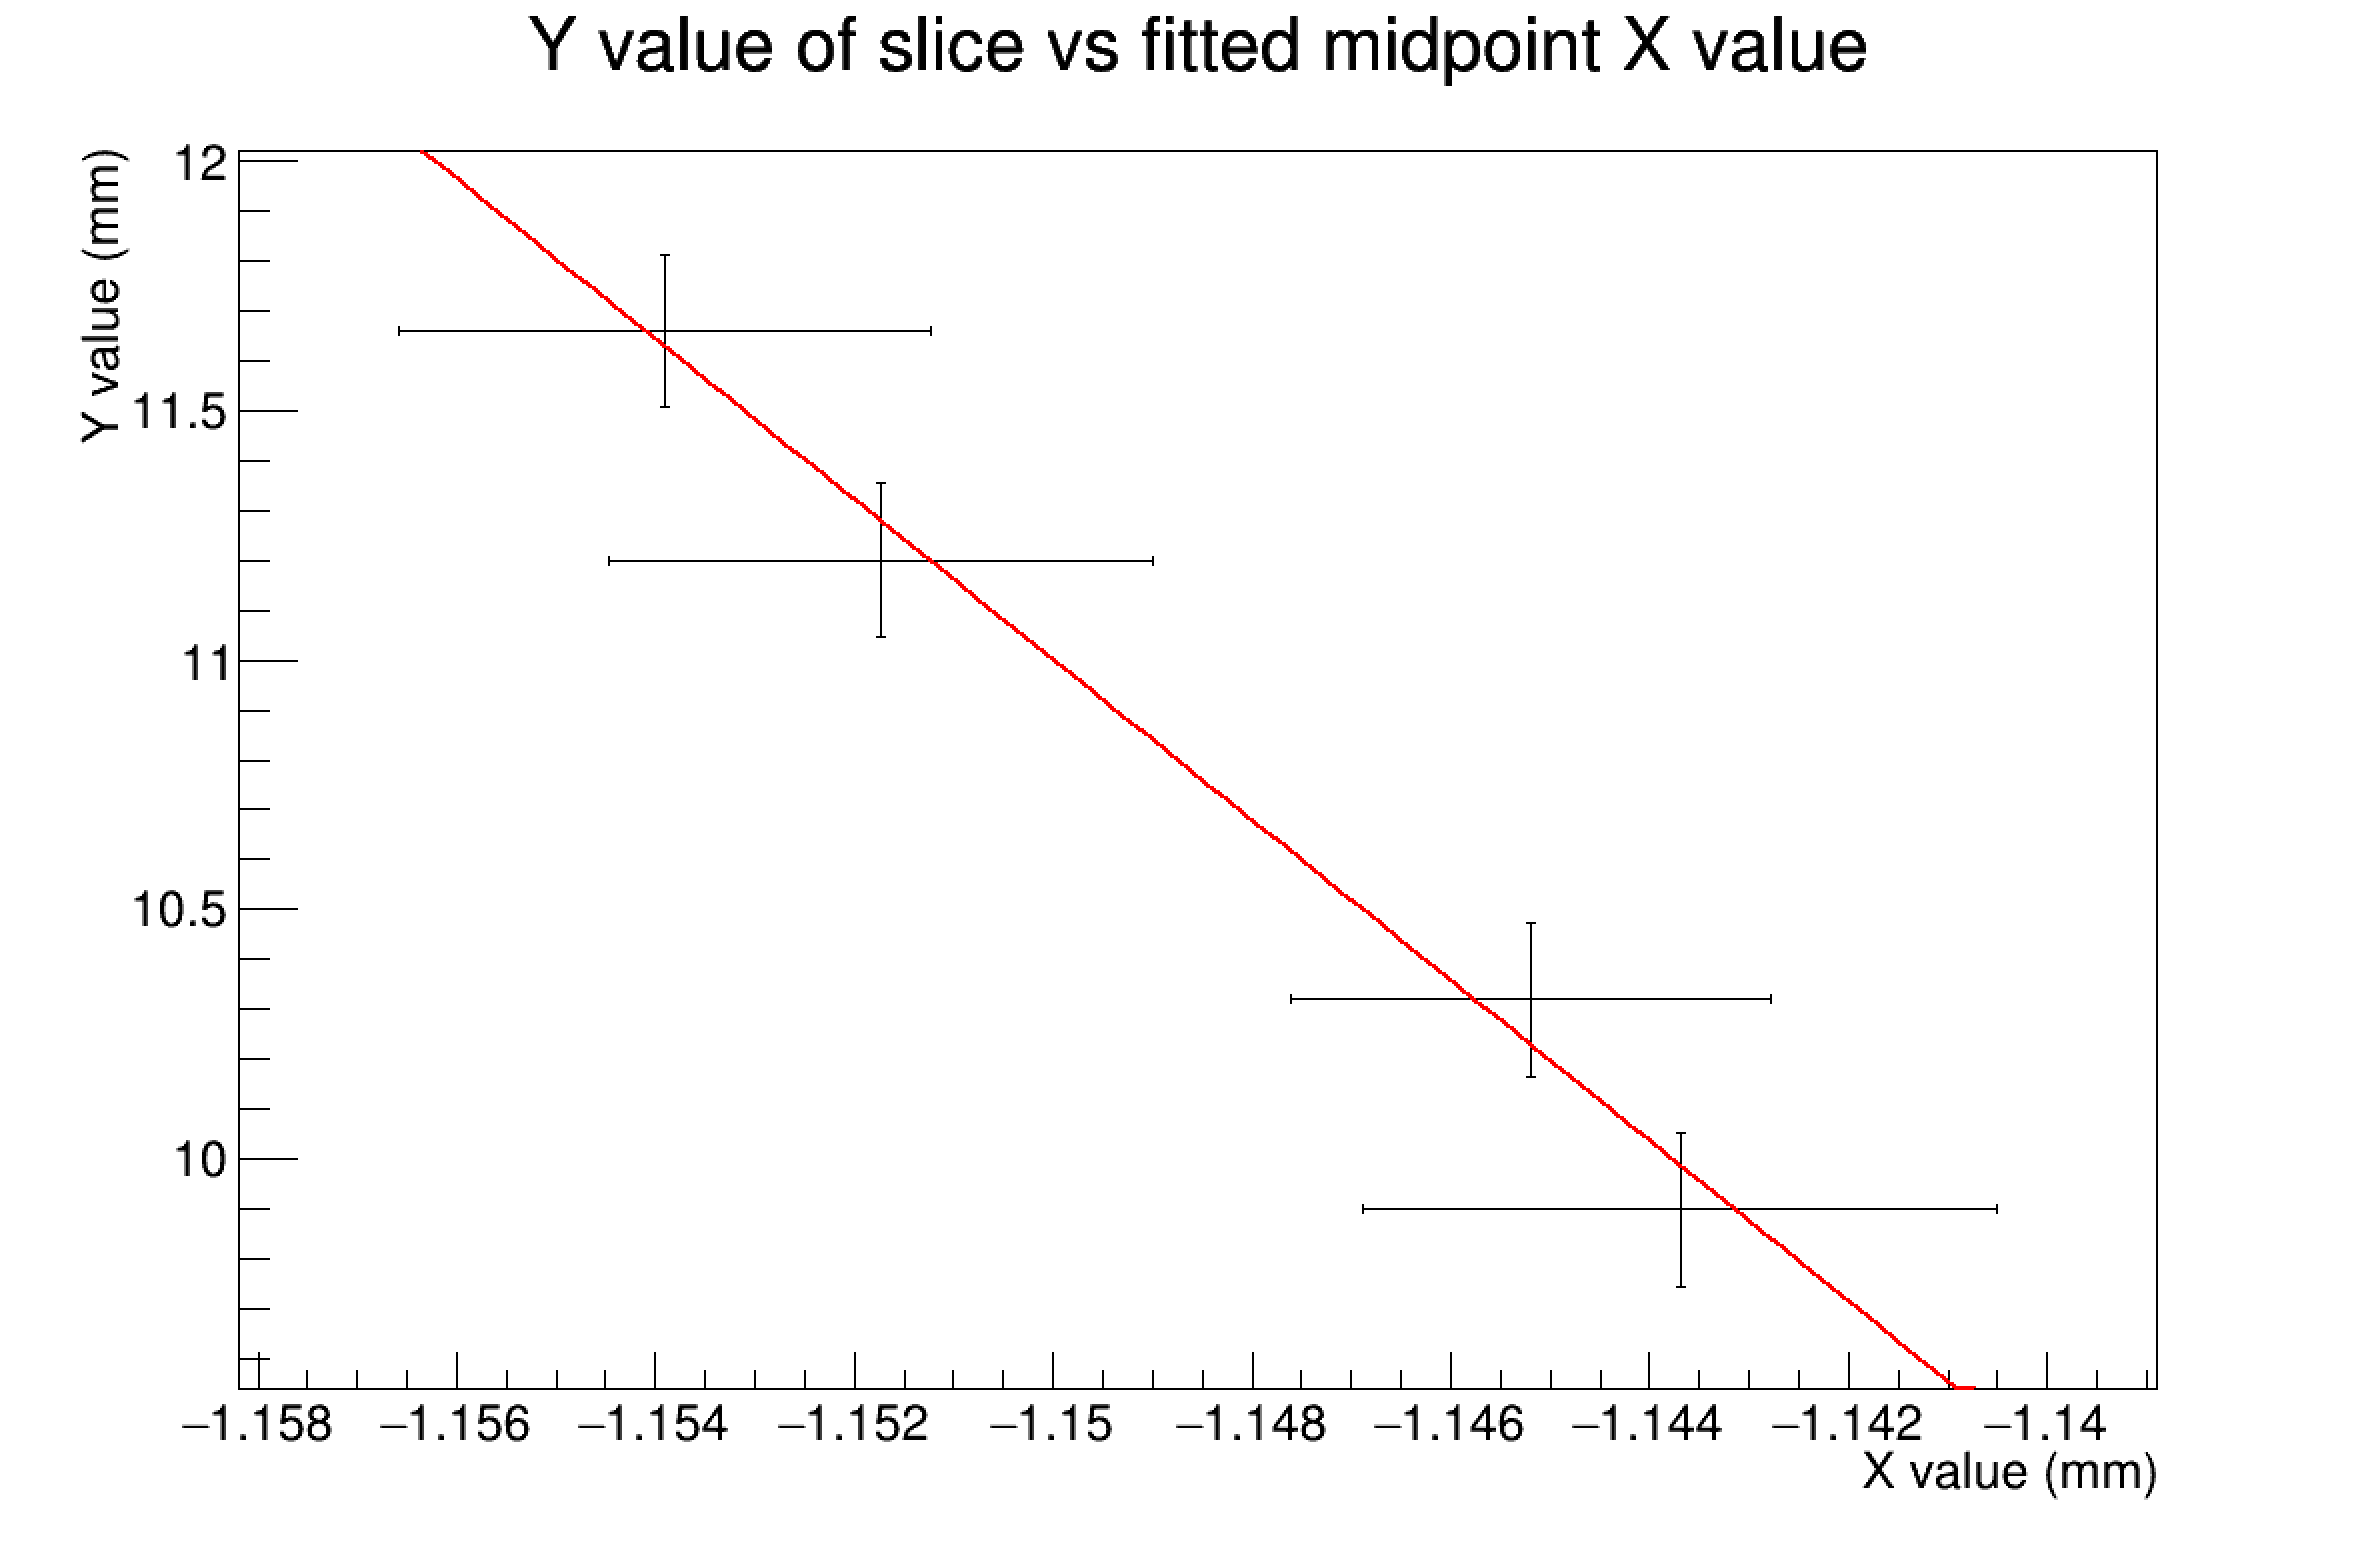 Y value of slice vs fitted midpoint X value
Y value (mm)
12
11.5
11
10.5
10
−1.158 −1.156 −1.154 −1.152 −1.15 −1.148 −1.146 −1.144 −1.142 −1.14
X value (mm)